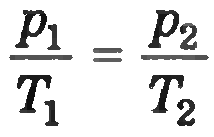 p₁/T₁ = p₂/T₂